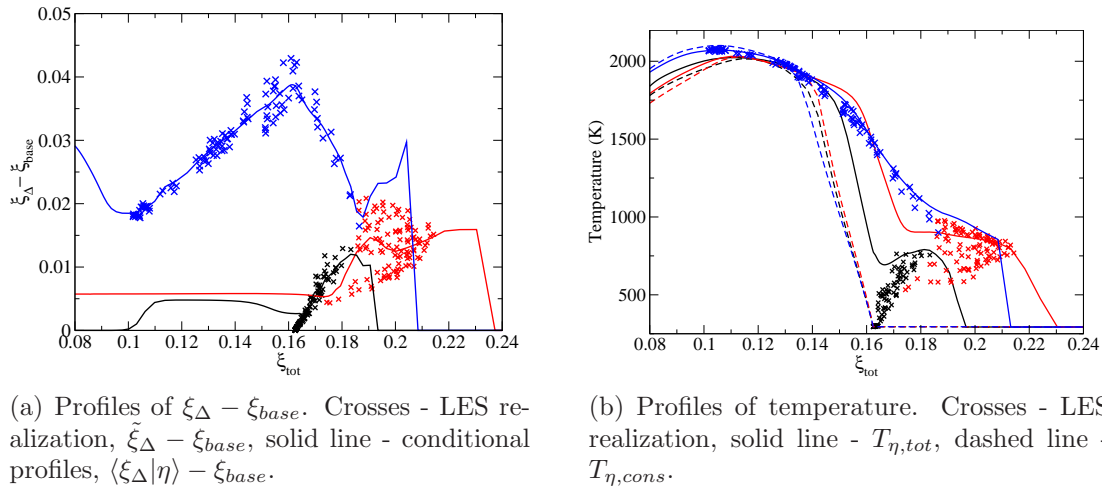 0.05
0.04
0.03
0.02
0.01
0
ξΔ − ξbase
0.08 0.1 0.12 0.14 0.16 0.18 0.2 0.22 0.24
ξtot
2000
1500
1000
500
Temperature (K)
0.08 0.1 0.12 0.14 0.16 0.18 0.2 0.22 0.24
ξtot
(a) Profiles of ξΔ − ξbase. Crosses - LES re-
alization, ξ̃Δ − ξbase, solid line - conditional
profiles, ⟨ξΔ|η⟩ − ξbase.
(b) Profiles of temperature. Crosses - LES
realization, solid line - Tη,tot, dashed line -
Tη,cons.